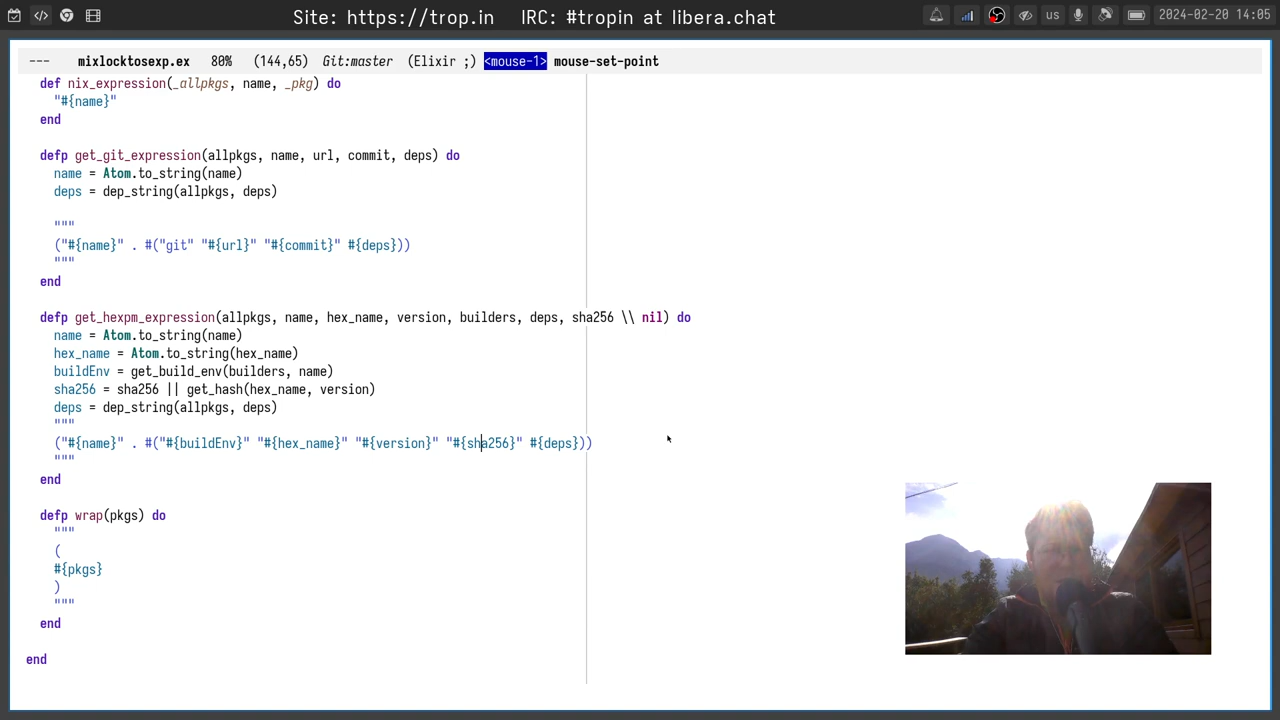 Site: https://trop.in   IRC: #tropin at libera.chat
us
2024-02-20 14:05
---   mixlocktosexp.ex   80%   (144,65)   Git:master   (Elixir ;) <mouse-1> mouse-set-point
  def nix_expression(_allpkgs, name, _pkg) do
    "#{name}"
  end
  defp get_git_expression(allpkgs, name, url, commit, deps) do
    name = Atom.to_string(name)
    deps = dep_string(allpkgs, deps)
    """
    ("#{name}" . #("git" "#{url}" "#{commit}" #{deps}))
    """
  end
  defp get_hexpm_expression(allpkgs, name, hex_name, version, builders, deps, sha256 \\ nil) do
    name = Atom.to_string(name)
    hex_name = Atom.to_string(hex_name)
    buildEnv = get_build_env(builders, name)
    sha256 = sha256 || get_hash(hex_name, version)
    deps = dep_string(allpkgs, deps)
    """
    ("#{name}" . #("#{buildEnv}" "#{hex_name}" "#{version}" "#{sha256}" #{deps}))
    """
  end
  defp wrap(pkgs) do
    """
    (
    #{pkgs}
    )
    """
  end
end